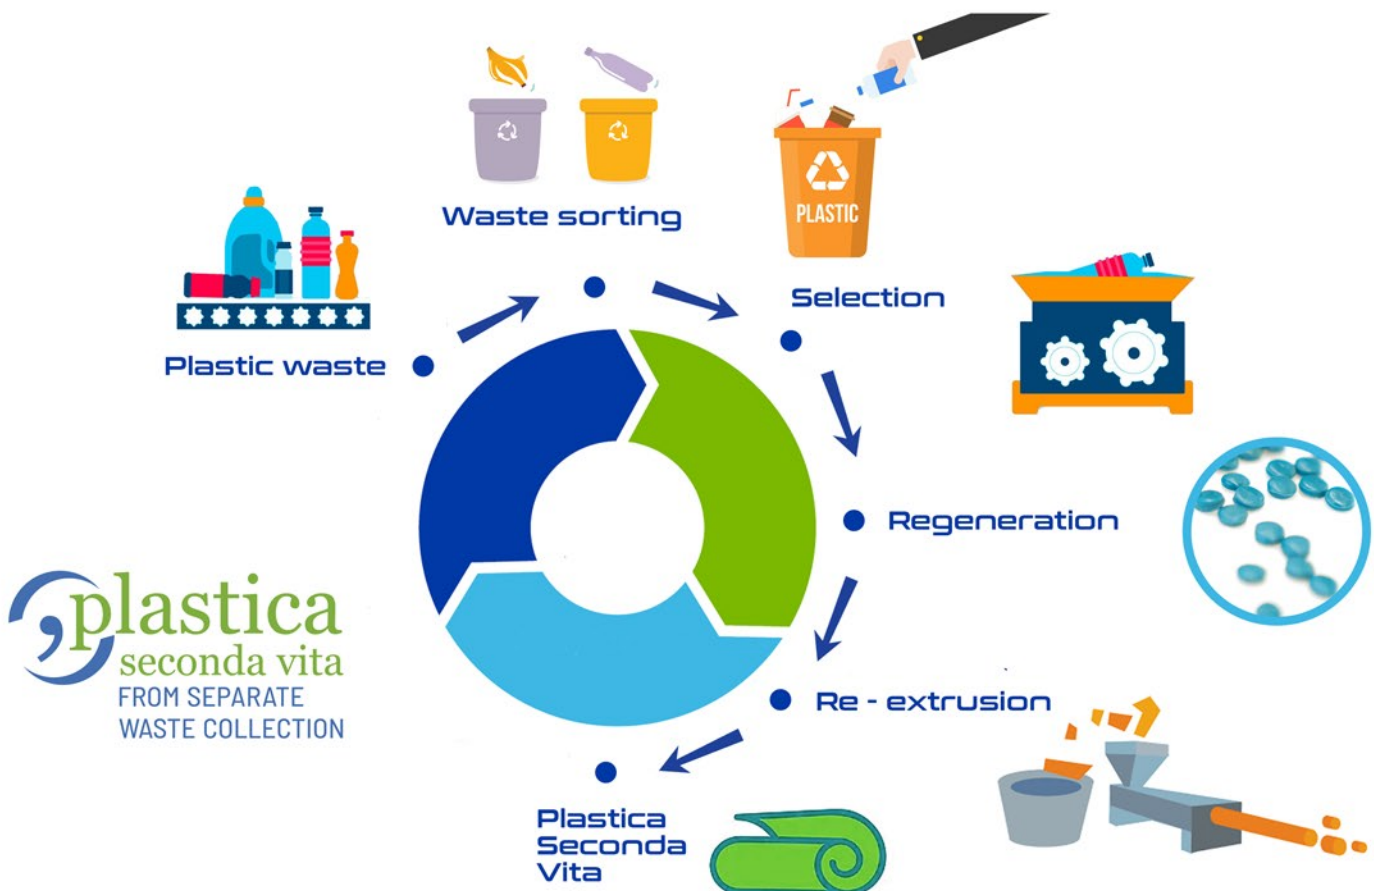 Waste sorting
PLASTIC
Selection
Plastic waste
Regeneration
plastica
seconda vita
FROM SEPARATE
WASTE COLLECTION
Re - extrusion
Plastica
Seconda
Vita